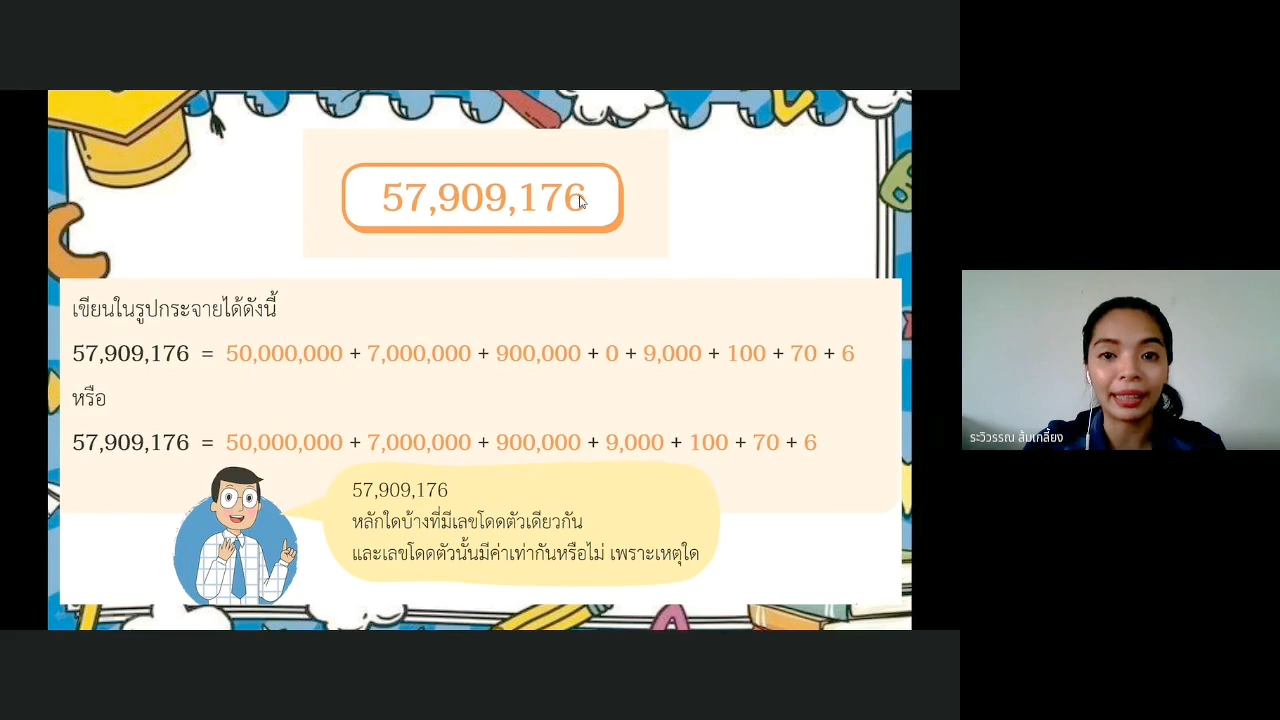 57,909,176
เขียนในรูปกระจายได้ดังนี้
57,909,176 = 50,000,000 + 7,000,000 + 900,000 + 0 + 9,000 + 100 + 70 + 6
หรือ
57,909,176 = 50,000,000 + 7,000,000 + 900,000 + 9,000 + 100 + 70 + 6
57,909,176
หลักใดบ้างที่มีเลขโดดตัวเดียวกัน
และเลขโดดตัวนั้นมีค่าเท่ากันหรือไม่ เพราะเหตุใด
ระวิวรรณ ส้มเกลี้ยง